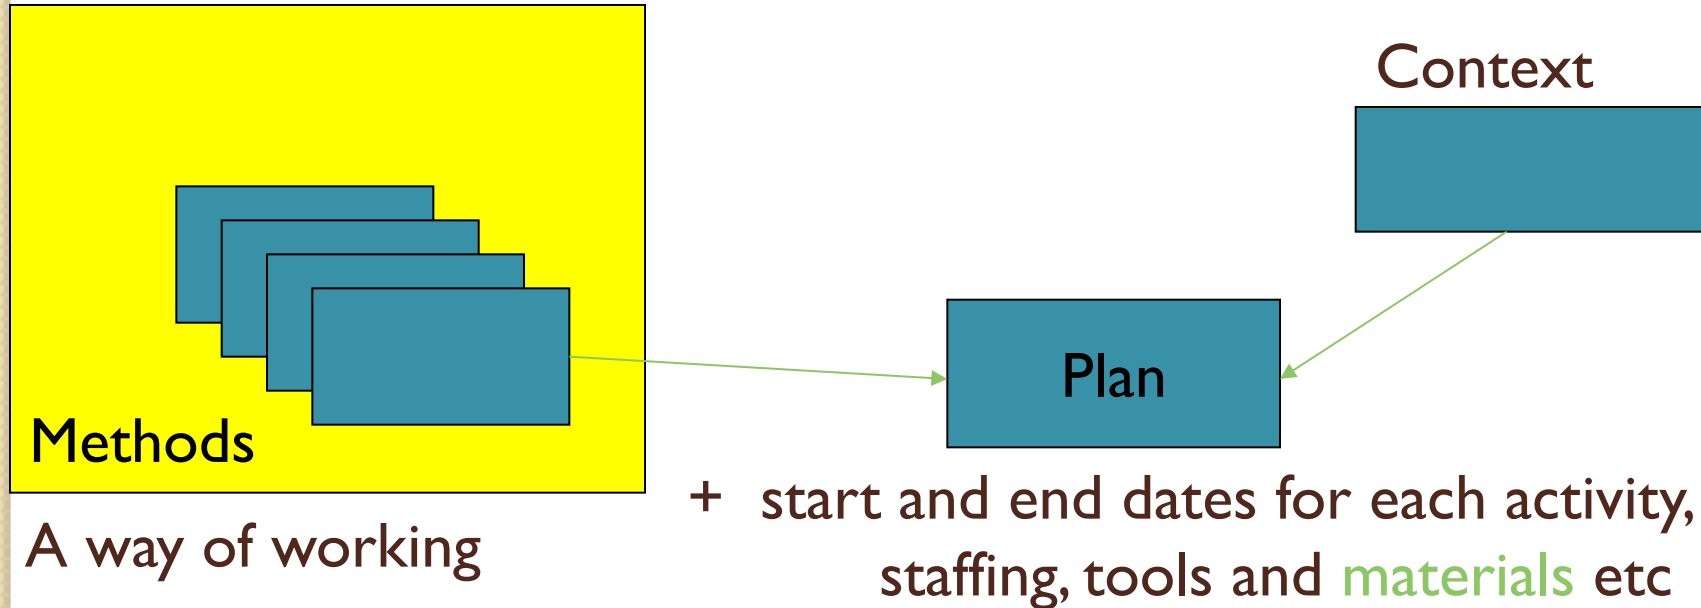 Context
Plan
Methods
A way of working
+ start and end dates for each activity,
staffing, tools and materials etc